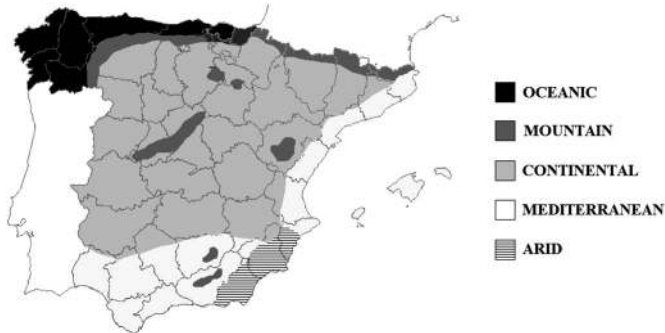 OCEANIC
MOUNTAIN
CONTINENTAL
MEDITERRANEAN
ARID